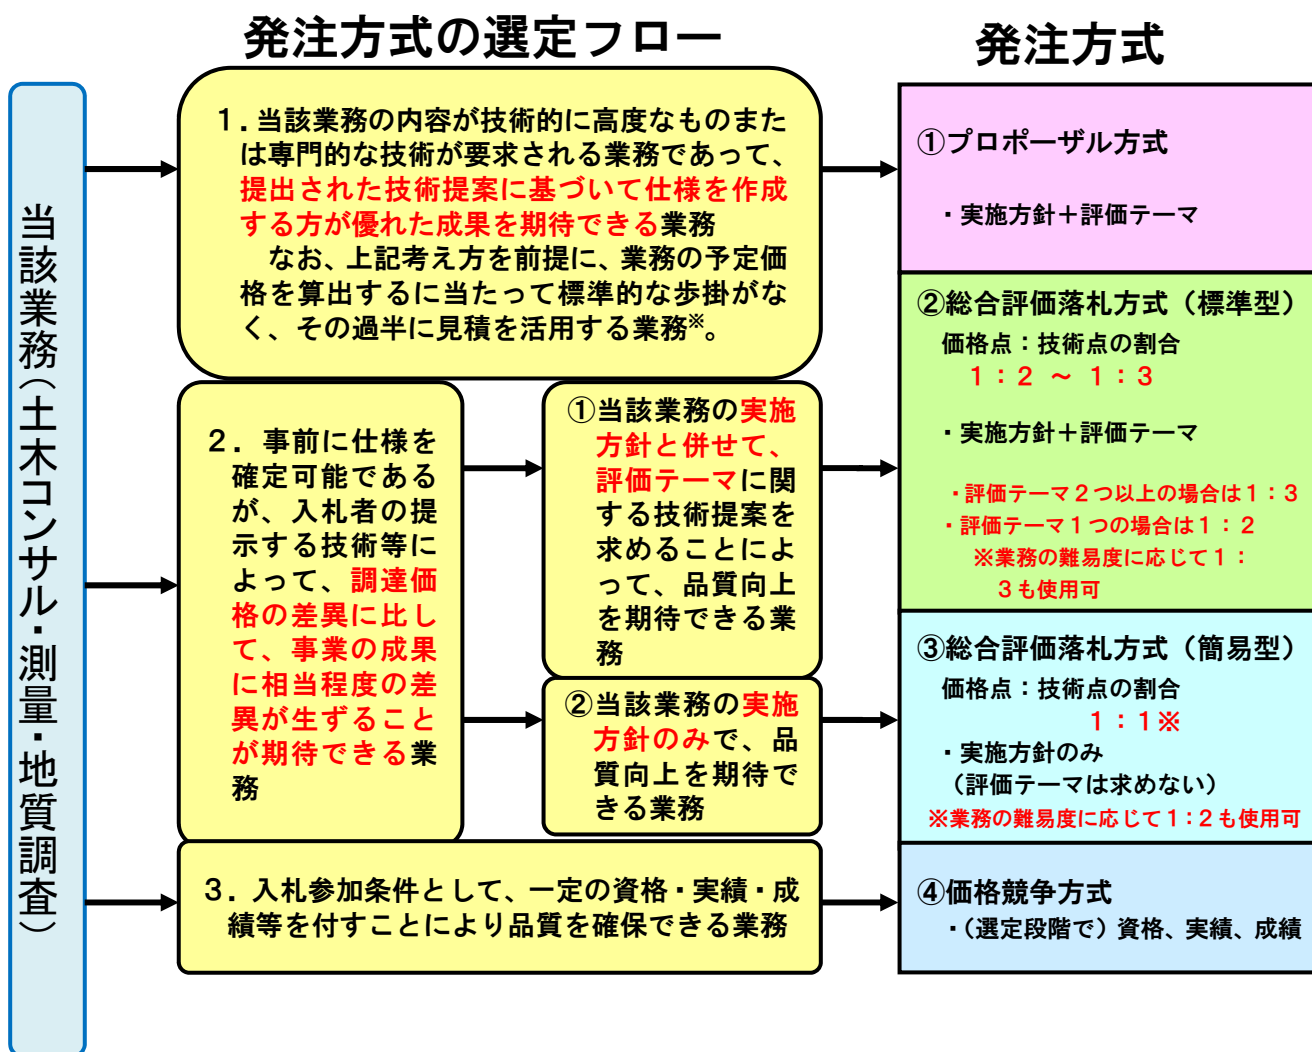 発注方式の選定フロー
発注方式
当該業務（土木コンサル・測量・地質調査）
１．当該業務の内容が技術的に高度なものまた
は専門的な技術が要求される業務であって、
提出された技術提案に基づいて仕様を作成
する方が優れた成果を期待できる業務
なお、上記考え方を前提に、業務の予定価
格を算出するに当たって標準的な歩掛がな
く、その過半に見積を活用する業務※。
２．事前に仕様を
確定可能である
が、入札者の提
示する技術等に
よって、調達価
格の差異に比し
て、事業の成果
に相当程度の差
異が生ずること
が期待できる業
務
①当該業務の実施
方針と併せて、
評価テーマに関
する技術提案を
求めることによ
って、品質向上
を期待できる業
務
②当該業務の実施
方針のみで、品
質向上を期待で
きる業務
３．入札参加条件として、一定の資格・実績・成
績等を付すことにより品質を確保できる業務
①プロポーザル方式
・実施方針＋評価テーマ
②総合評価落札方式（標準型）
価格点：技術点の割合
１：２ ～ １：３
・実施方針＋評価テーマ
・評価テーマ２つ以上の場合は１：３
・評価テーマ１つの場合は１：２
※業務の難易度に応じて１：
３も使用可
③総合評価落札方式（簡易型）
価格点：技術点の割合
１：１※
・実施方針のみ
（評価テーマは求めない）
※業務の難易度に応じて１：２も使用可
④価格競争方式
・（選定段階で）資格、実績、成績